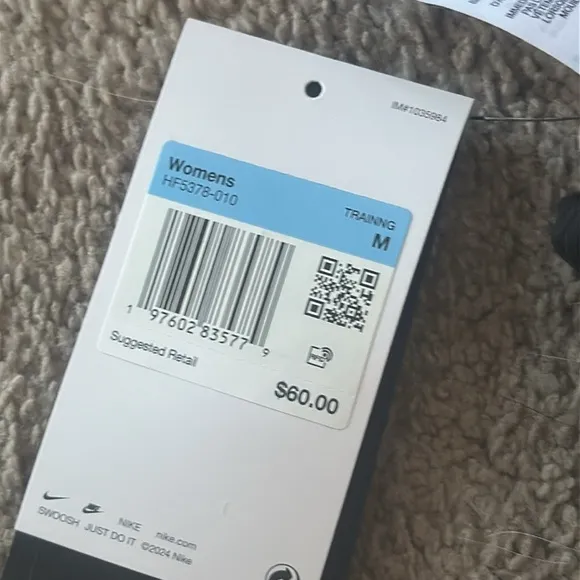 IM#1035984
Womens
HF5378-010
TRAINNG
M
1 97602 83577 9
Suggested Retail
$60.00
NIKE nike.com
SWOOSH JUST DO IT ©2024 Nike